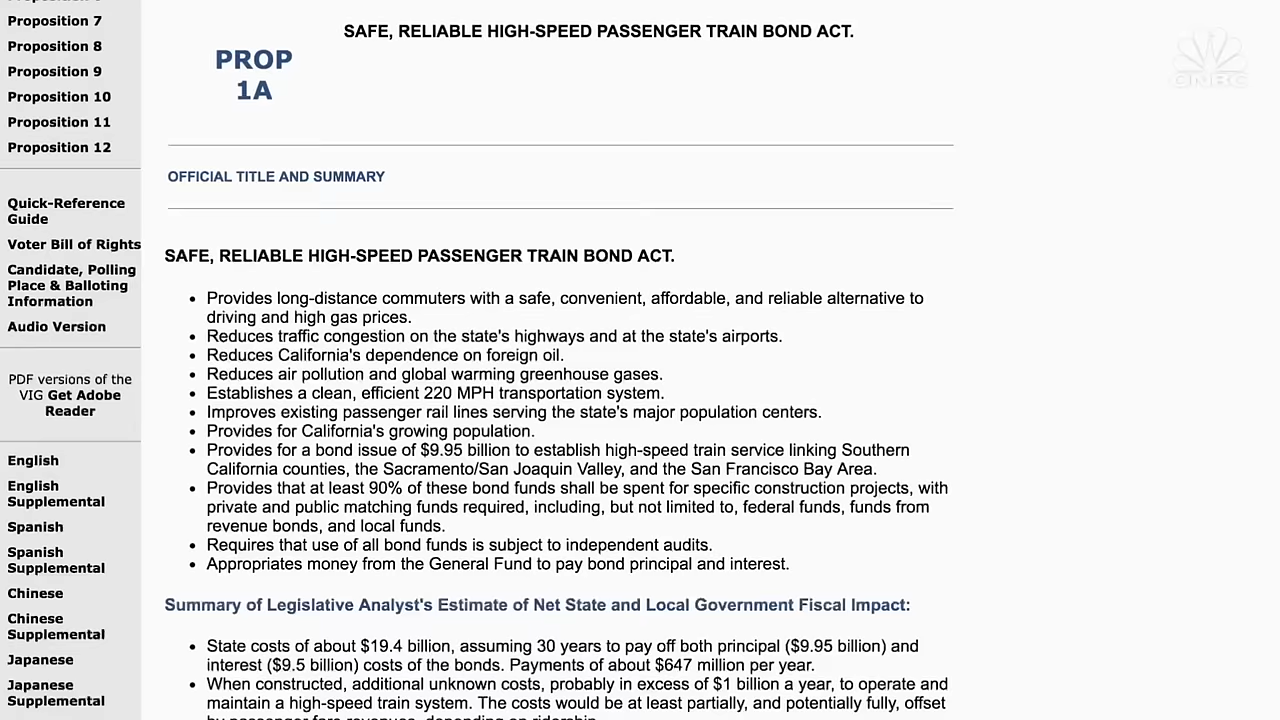 Proposition 7
Proposition 8
Proposition 9
Proposition 10
Proposition 11
Proposition 12
Quick-Reference
Guide
Voter Bill of Rights
Candidate, Polling
Place & Balloting
Information
Audio Version
PDF versions of the
VIG Get Adobe
Reader
English
English
Supplemental
Spanish
Spanish
Supplemental
Chinese
Chinese
Supplemental
Japanese
Japanese
Supplemental
SAFE, RELIABLE HIGH-SPEED PASSENGER TRAIN BOND ACT.
PROP
1A
OFFICIAL TITLE AND SUMMARY
SAFE, RELIABLE HIGH-SPEED PASSENGER TRAIN BOND ACT.
• Provides long-distance commuters with a safe, convenient, affordable, and reliable alternative to
driving and high gas prices.
• Reduces traffic congestion on the state's highways and at the state's airports.
• Reduces California's dependence on foreign oil.
• Reduces air pollution and global warming greenhouse gases.
• Establishes a clean, efficient 220 MPH transportation system.
• Improves existing passenger rail lines serving the state's major population centers.
• Provides for California's growing population.
• Provides for a bond issue of $9.95 billion to establish high-speed train service linking Southern
California counties, the Sacramento/San Joaquin Valley, and the San Francisco Bay Area.
• Provides that at least 90% of these bond funds shall be spent for specific construction projects, with
private and public matching funds required, including, but not limited to, federal funds, funds from
revenue bonds, and local funds.
• Requires that use of all bond funds is subject to independent audits.
• Appropriates money from the General Fund to pay bond principal and interest.
Summary of Legislative Analyst's Estimate of Net State and Local Government Fiscal Impact:
• State costs of about $19.4 billion, assuming 30 years to pay off both principal ($9.95 billion) and
interest ($9.5 billion) costs of the bonds. Payments of about $647 million per year.
• When constructed, additional unknown costs, probably in excess of $1 billion a year, to operate and
maintain a high-speed train system. The costs would be at least partially, and potentially fully, offset
by passenger fare revenues, depending on ridership.
CNBC